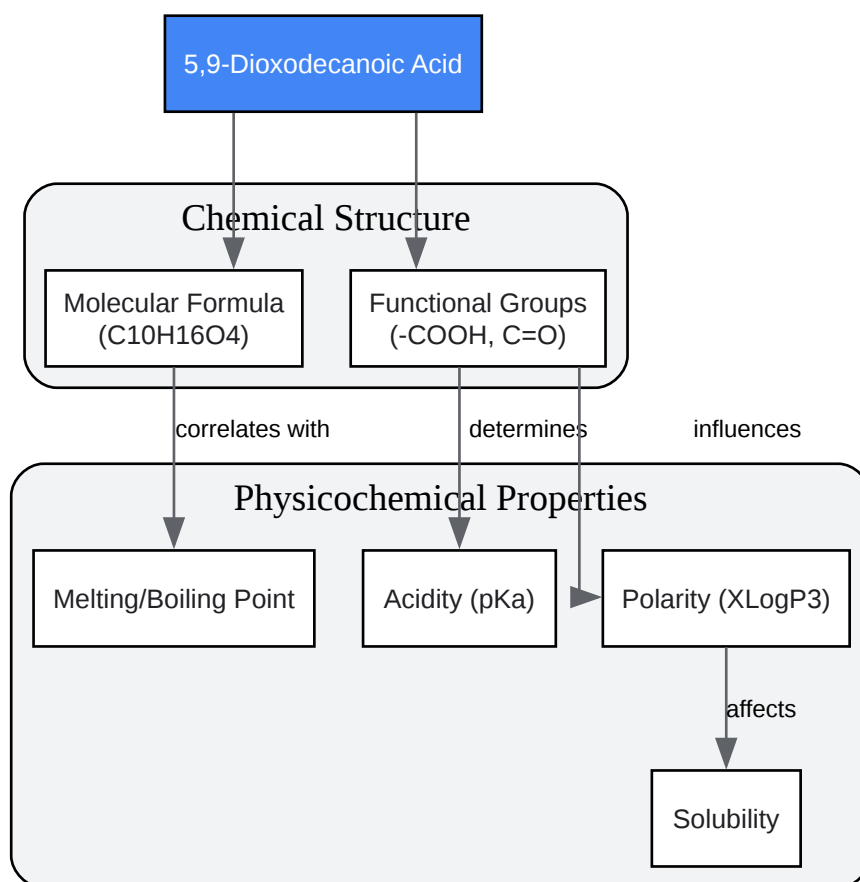 5,9-Dioxodecanoic Acid
Chemical Structure
Molecular Formula
(C10H16O4)
Functional Groups
(-COOH, C=O)
correlates with
determines
influences
Physicochemical Properties
Melting/Boiling Point
Acidity (pKa)
Polarity (XLogP3)
affects
Solubility